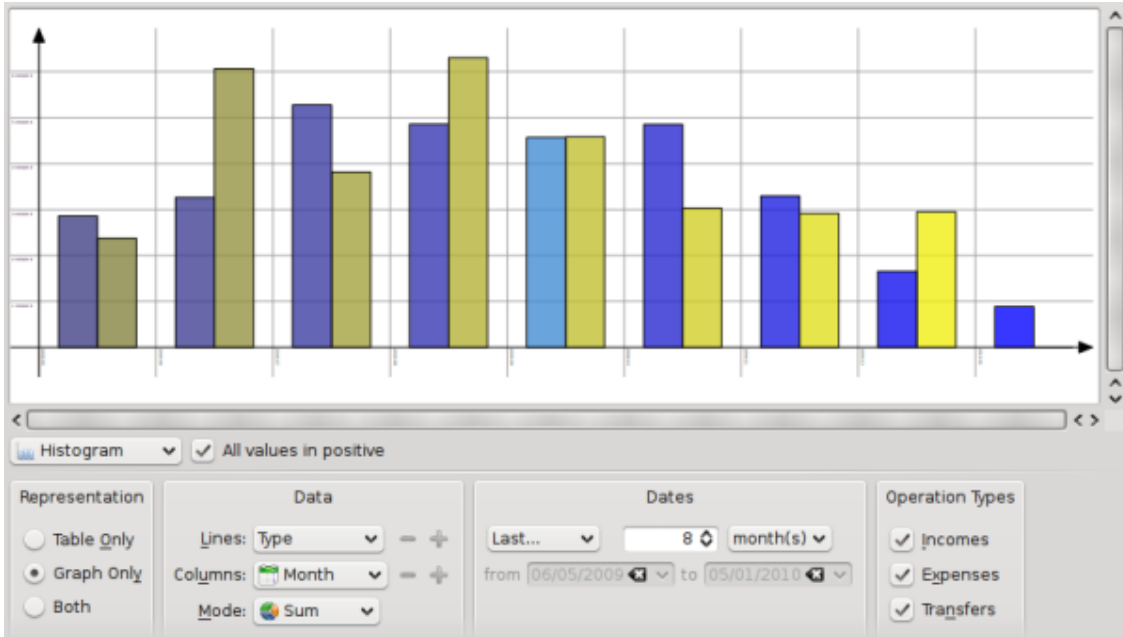 Histogram All values in positive
Representation Data Dates Operation Types
Table Only Lines: Type Last... 8 month(s) Incomes
Graph Only Columns: Month from 06/05/2009 to 05/01/2010 Expenses
Both Mode: Sum Transfers